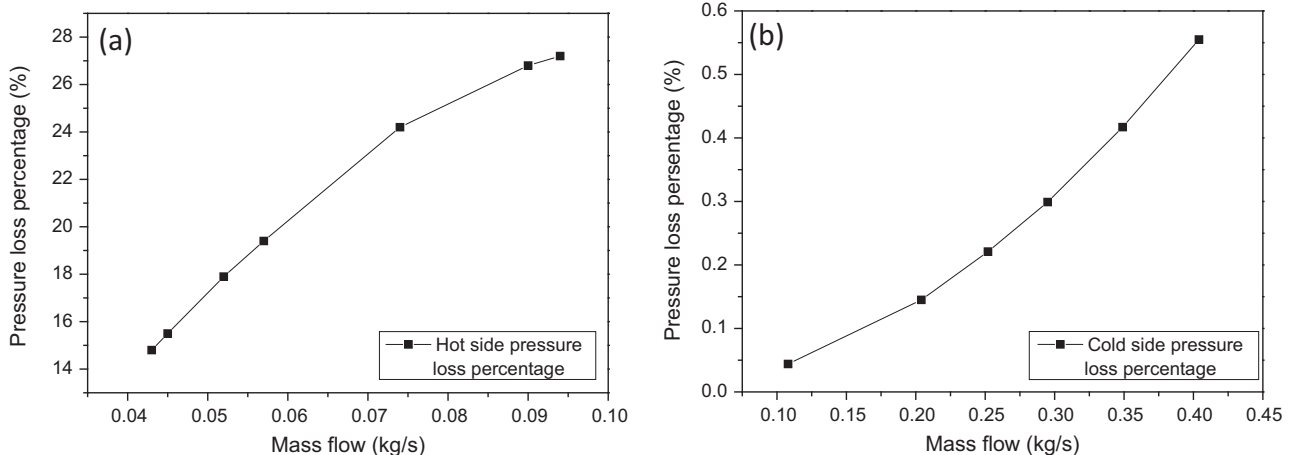 (a)
Pressure loss percentage (%)
28
26
24
22
20
18
16
14
0.04 0.05 0.06 0.07 0.08 0.09 0.10
Mass flow (kg/s)
Hot side pressure
loss percentage
(b)
Pressure loss persentage (%)
0.6
0.5
0.4
0.3
0.2
0.1
0.0
0.10 0.15 0.20 0.25 0.30 0.35 0.40 0.45
Mass flow (kg/s)
Cold side pressure
loss percentage